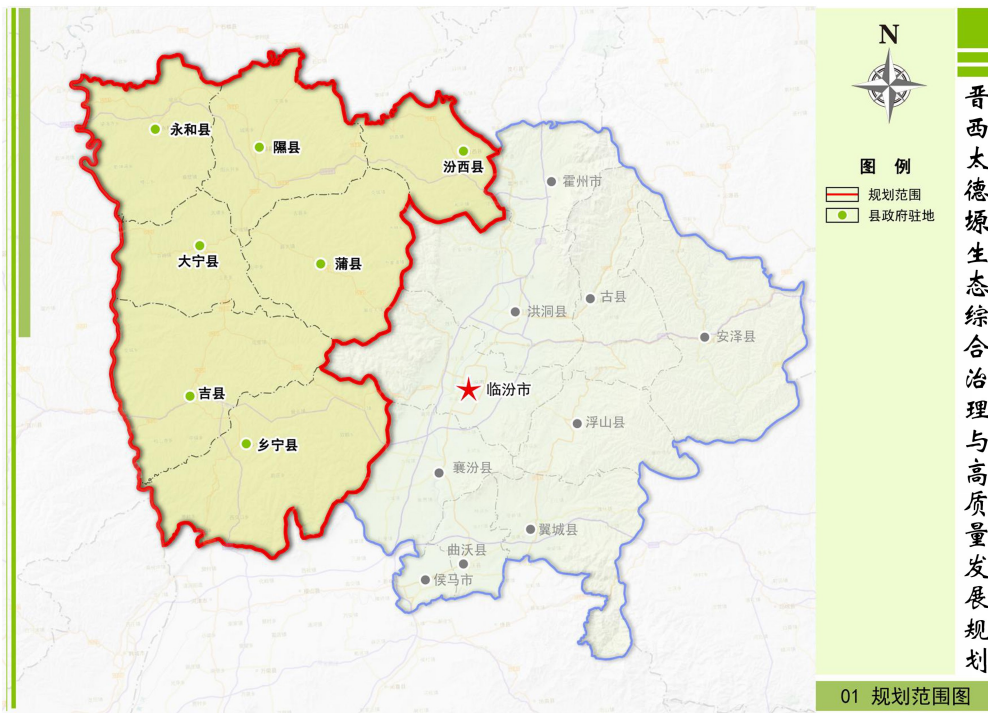 N
图 例
规划范围
县政府驻地
晋西太德塬生态综合治理与高质量发展规划
永和县
隰县
汾西县
霍州市
大宁县
蒲县
古县
洪洞县
安泽县
吉县
临汾市
浮山县
乡宁县
襄汾县
翼城县
曲沃县
侯马市
01 规划范围图